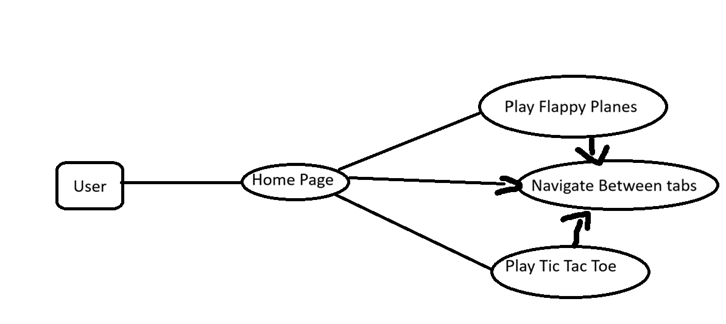 Play Flappy Planes
User
Home Page
Navigate Between tabs
Play Tic Tac Toe